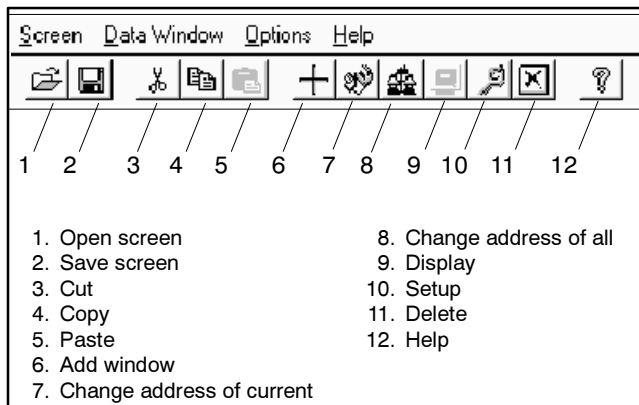 Screen Data Window Options Help
1 2 3 4 5 6 7 8 9 10 11 12
1. Open screen
2. Save screen
3. Cut
4. Copy
5. Paste
6. Add window
7. Change address of current
8. Change address of all
9. Display
10. Setup
11. Delete
12. Help